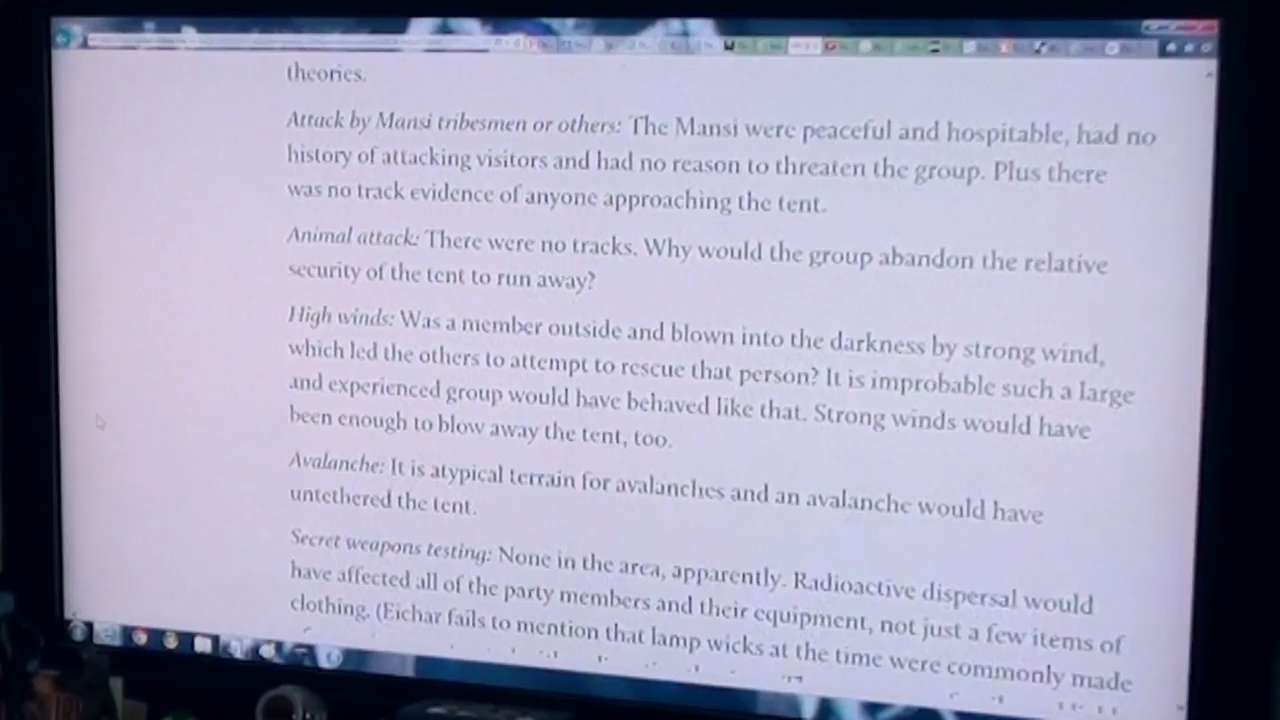 theories.
Attack by Mansi tribesmen or others: The Mansi were peaceful and hospitable, had no
history of attacking visitors and had no reason to threaten the group. Plus there
was no track evidence of anyone approaching the tent.
Animal attack: There were no tracks. Why would the group abandon the relative
security of the tent to run away?
High winds: Was a member outside and blown into the darkness by strong wind,
which led the others to attempt to rescue that person? It is improbable such a large
and experienced group would have behaved like that. Strong winds would have
been enough to blow away the tent, too.
Avalanche: It is atypical terrain for avalanches and an avalanche would have
untethered the tent.
Secret weapons testing: None in the area, apparently. Radioactive dispersal would
have affected all of the party members and their equipment, not just a few items of
clothing. (Eichar fails to mention that lamp wicks at the time were commonly made